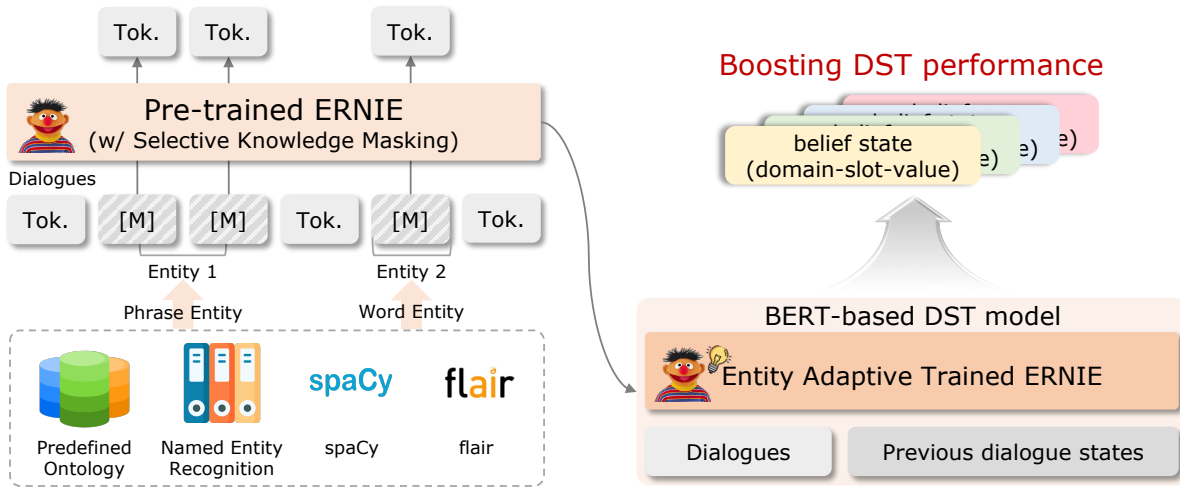 Tok.
Tok.
Tok.
Pre-trained ERNIE
(w/ Selective Knowledge Masking)
Dialogues
Tok.
[M]
[M]
Tok.
[M]
Tok.
Entity 1
Entity 2
Phrase Entity
Word Entity
spaCy
flair
Predefined
Ontology
Named Entity
Recognition
spaCy
flair
Boosting DST performance
belief state
(domain-slot-value)
BERT-based DST model
Entity Adaptive Trained ERNIE
Dialogues
Previous dialogue states